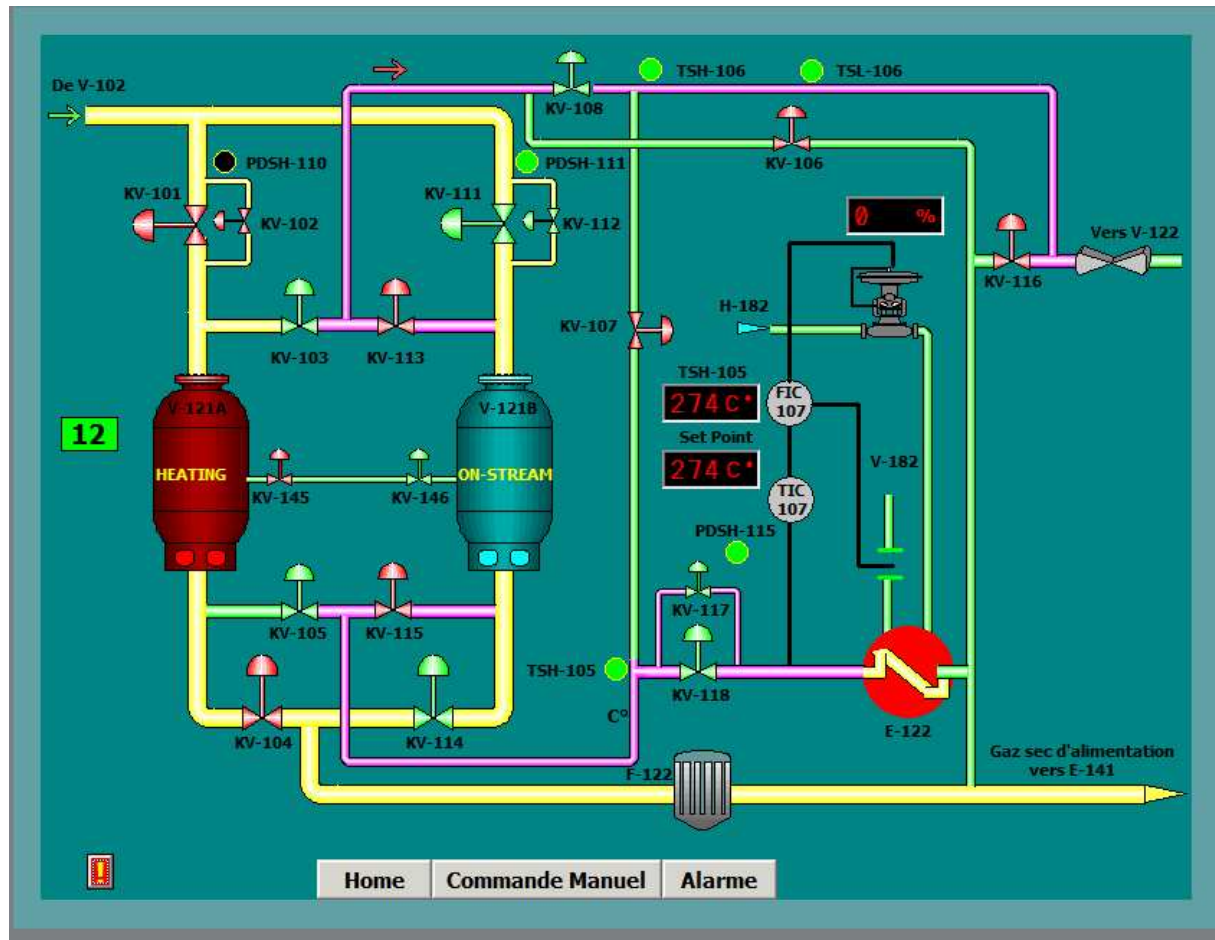 De V-102
TSH-106
TSL-106
KV-108
PDSH-110
PDSH-111
KV-106
KV-101
KV-102
KV-111
KV-112
0 %
Vers V-122
KV-116
H-182
KV-107
KV-103
KV-113
TSH-105
274 C°
FIC
107
V-121A
V-121B
12
Set Point
274 C°
V-182
HEATING
ON-STREAM
KV-145
KV-146
TIC
107
PDSH-115
KV-117
KV-105
KV-115
TSH-105
KV-118
C°
E-122
KV-104
KV-114
Gaz sec d'alimentation
vers E-141
F-122
!
Home
Commande Manuel
Alarme